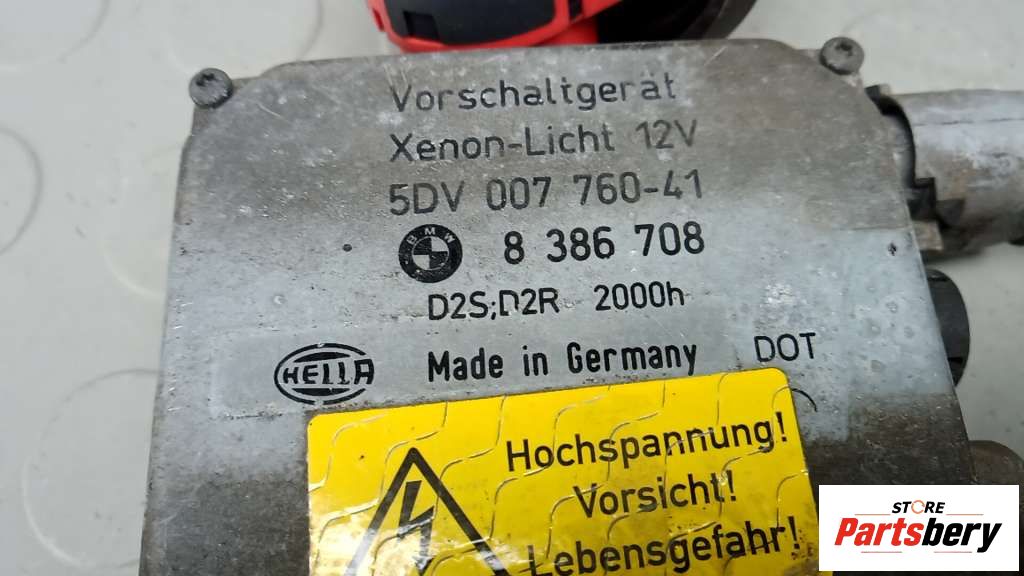 Vorschaltgerät
Xenon-Licht 12V
5DV 007 760-41
BMW 8 386 708
D2S;D2R 2000h
HELLA Made in Germany DOT
Hochspannung!
Vorsicht!
Lebensgefahr!
STORE
Partsbery